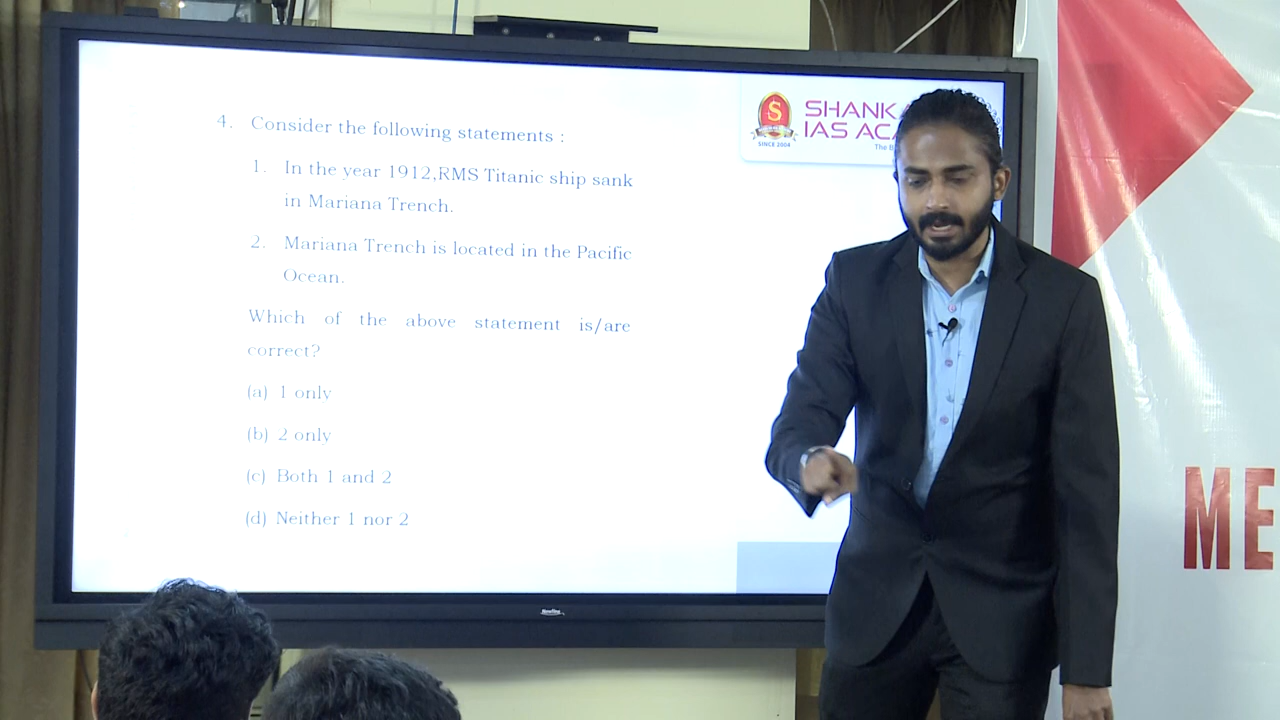 SHANK
IAS ACA
The B
S
SINCE 2004
4. Consider the following statements :
1. In the year 1912,RMS Titanic ship sank
in Mariana Trench.
2. Mariana Trench is located in the Pacific
Ocean.
Which of the above statement is/are
correct?
(a) 1 only
(b) 2 only
(c) Both 1 and 2
(d) Neither 1 nor 2
ME